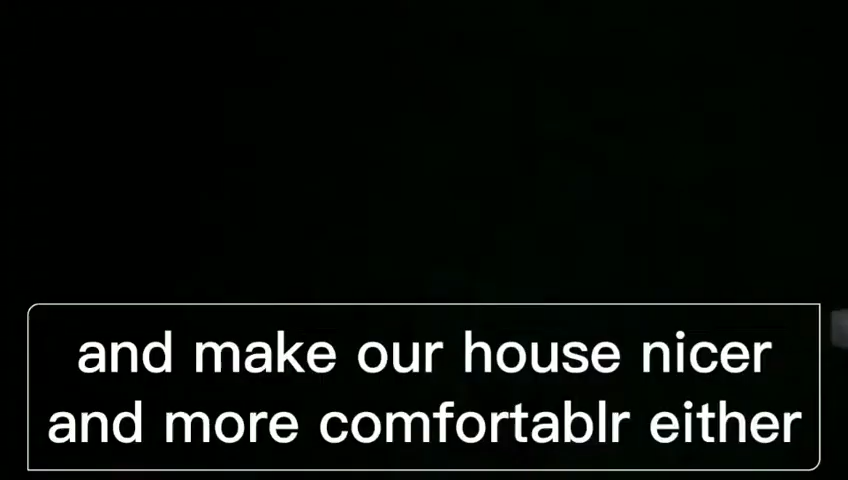 and make our house nicer
and more comfortablr either